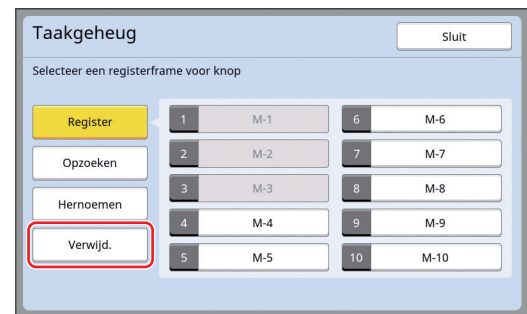 Taakgeheug
Sluit
Selecteer een registerframe voor knop
Register
Opzoeken
Hernoemen
Verwijd.
1 M-1
2 M-2
3 M-3
4 M-4
5 M-5
6 M-6
7 M-7
8 M-8
9 M-9
10 M-10